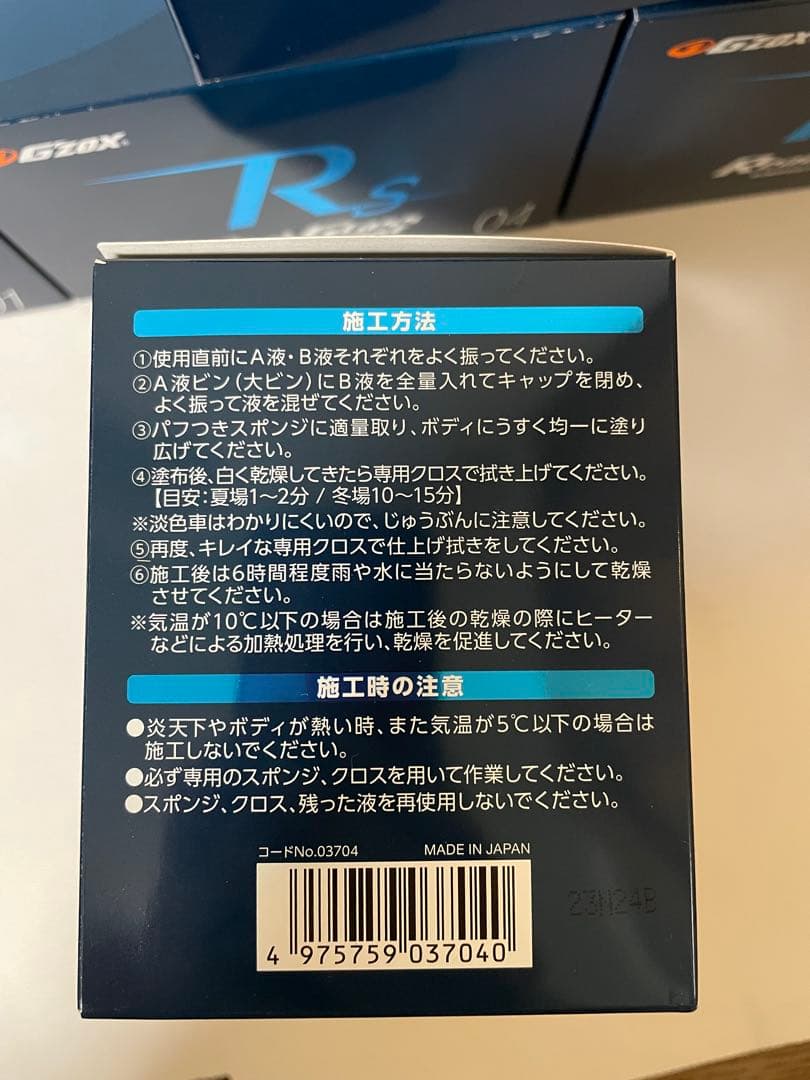 G'ZOX
G'ZOX
Rs
04
01
施工方法
①使用直前にA液・B液それぞれをよく振ってください。
②A液ビン(大ビン)にB液を全量入れてキャップを閉め、
よく振って液を混ぜてください。
③パフつきスポンジに適量取り、ボディにうすく均一に塗り
広げてください。
④塗布後、白く乾燥してきたら専用クロスで拭き上げてください。
【目安:夏場1〜2分 / 冬場10〜15分】
※淡色車はわかりにくいので、じゅうぶんに注意してください。
⑤再度、キレイな専用クロスで仕上げ拭きをしてください。
⑥施工後は6時間程度雨や水に当たらないようにして乾燥
させてください。
※気温が10℃以下の場合は施工後の乾燥の際にヒーター
などによる加熱処理を行い、乾燥を促進してください。
施工時の注意
●炎天下やボディが熱い時、また気温が5℃以下の場合は
施工しないでください。
●必ず専用のスポンジ、クロスを用いて作業してください。
●スポンジ、クロス、残った液を再使用しないでください。
コードNo.03704 MADE IN JAPAN
23N24B
4 975759 037040